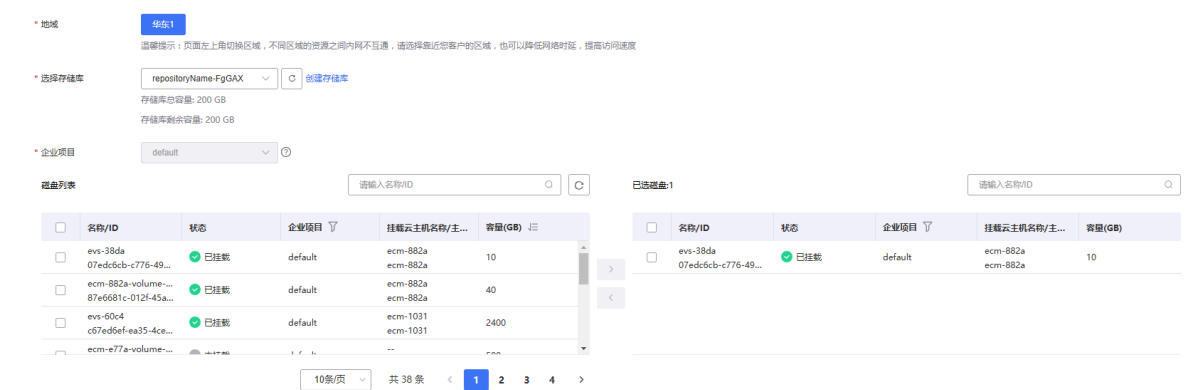 * 地域
华东1
温馨提示：页面左上角切换区域，不同区域的资源之间内网不互通，请选择靠近您客户的区域，也可以降低网络时延，提高访问速度
* 选择存储库
repositoryName-FgGAX
创建存储库
存储库总容量: 200 GB
存储库剩余容量: 200 GB
* 企业项目
default
磁盘列表
请输入名称/ID
名称/ID 状态 企业项目 挂载云主机名称/主... 容量(GB)
evs-38da
07edc6cb-c776-49...
已挂载
default
ecm-882a
ecm-882a
10
ecm-882a-volume-...
87e6681c-012f-45a...
已挂载
default
ecm-882a
ecm-882a
40
evs-60c4
c67ed6ef-ea35-4ce...
已挂载
default
ecm-1031
ecm-1031
2400
ecm-e77a-volume-...
--
10条/页
共 38 条
1 2 3 4
已选磁盘:1
请输入名称/ID
名称/ID 状态 企业项目 挂载云主机名称/主... 容量(GB)
evs-38da
07edc6cb-c776-49...
已挂载
default
ecm-882a
ecm-882a
10